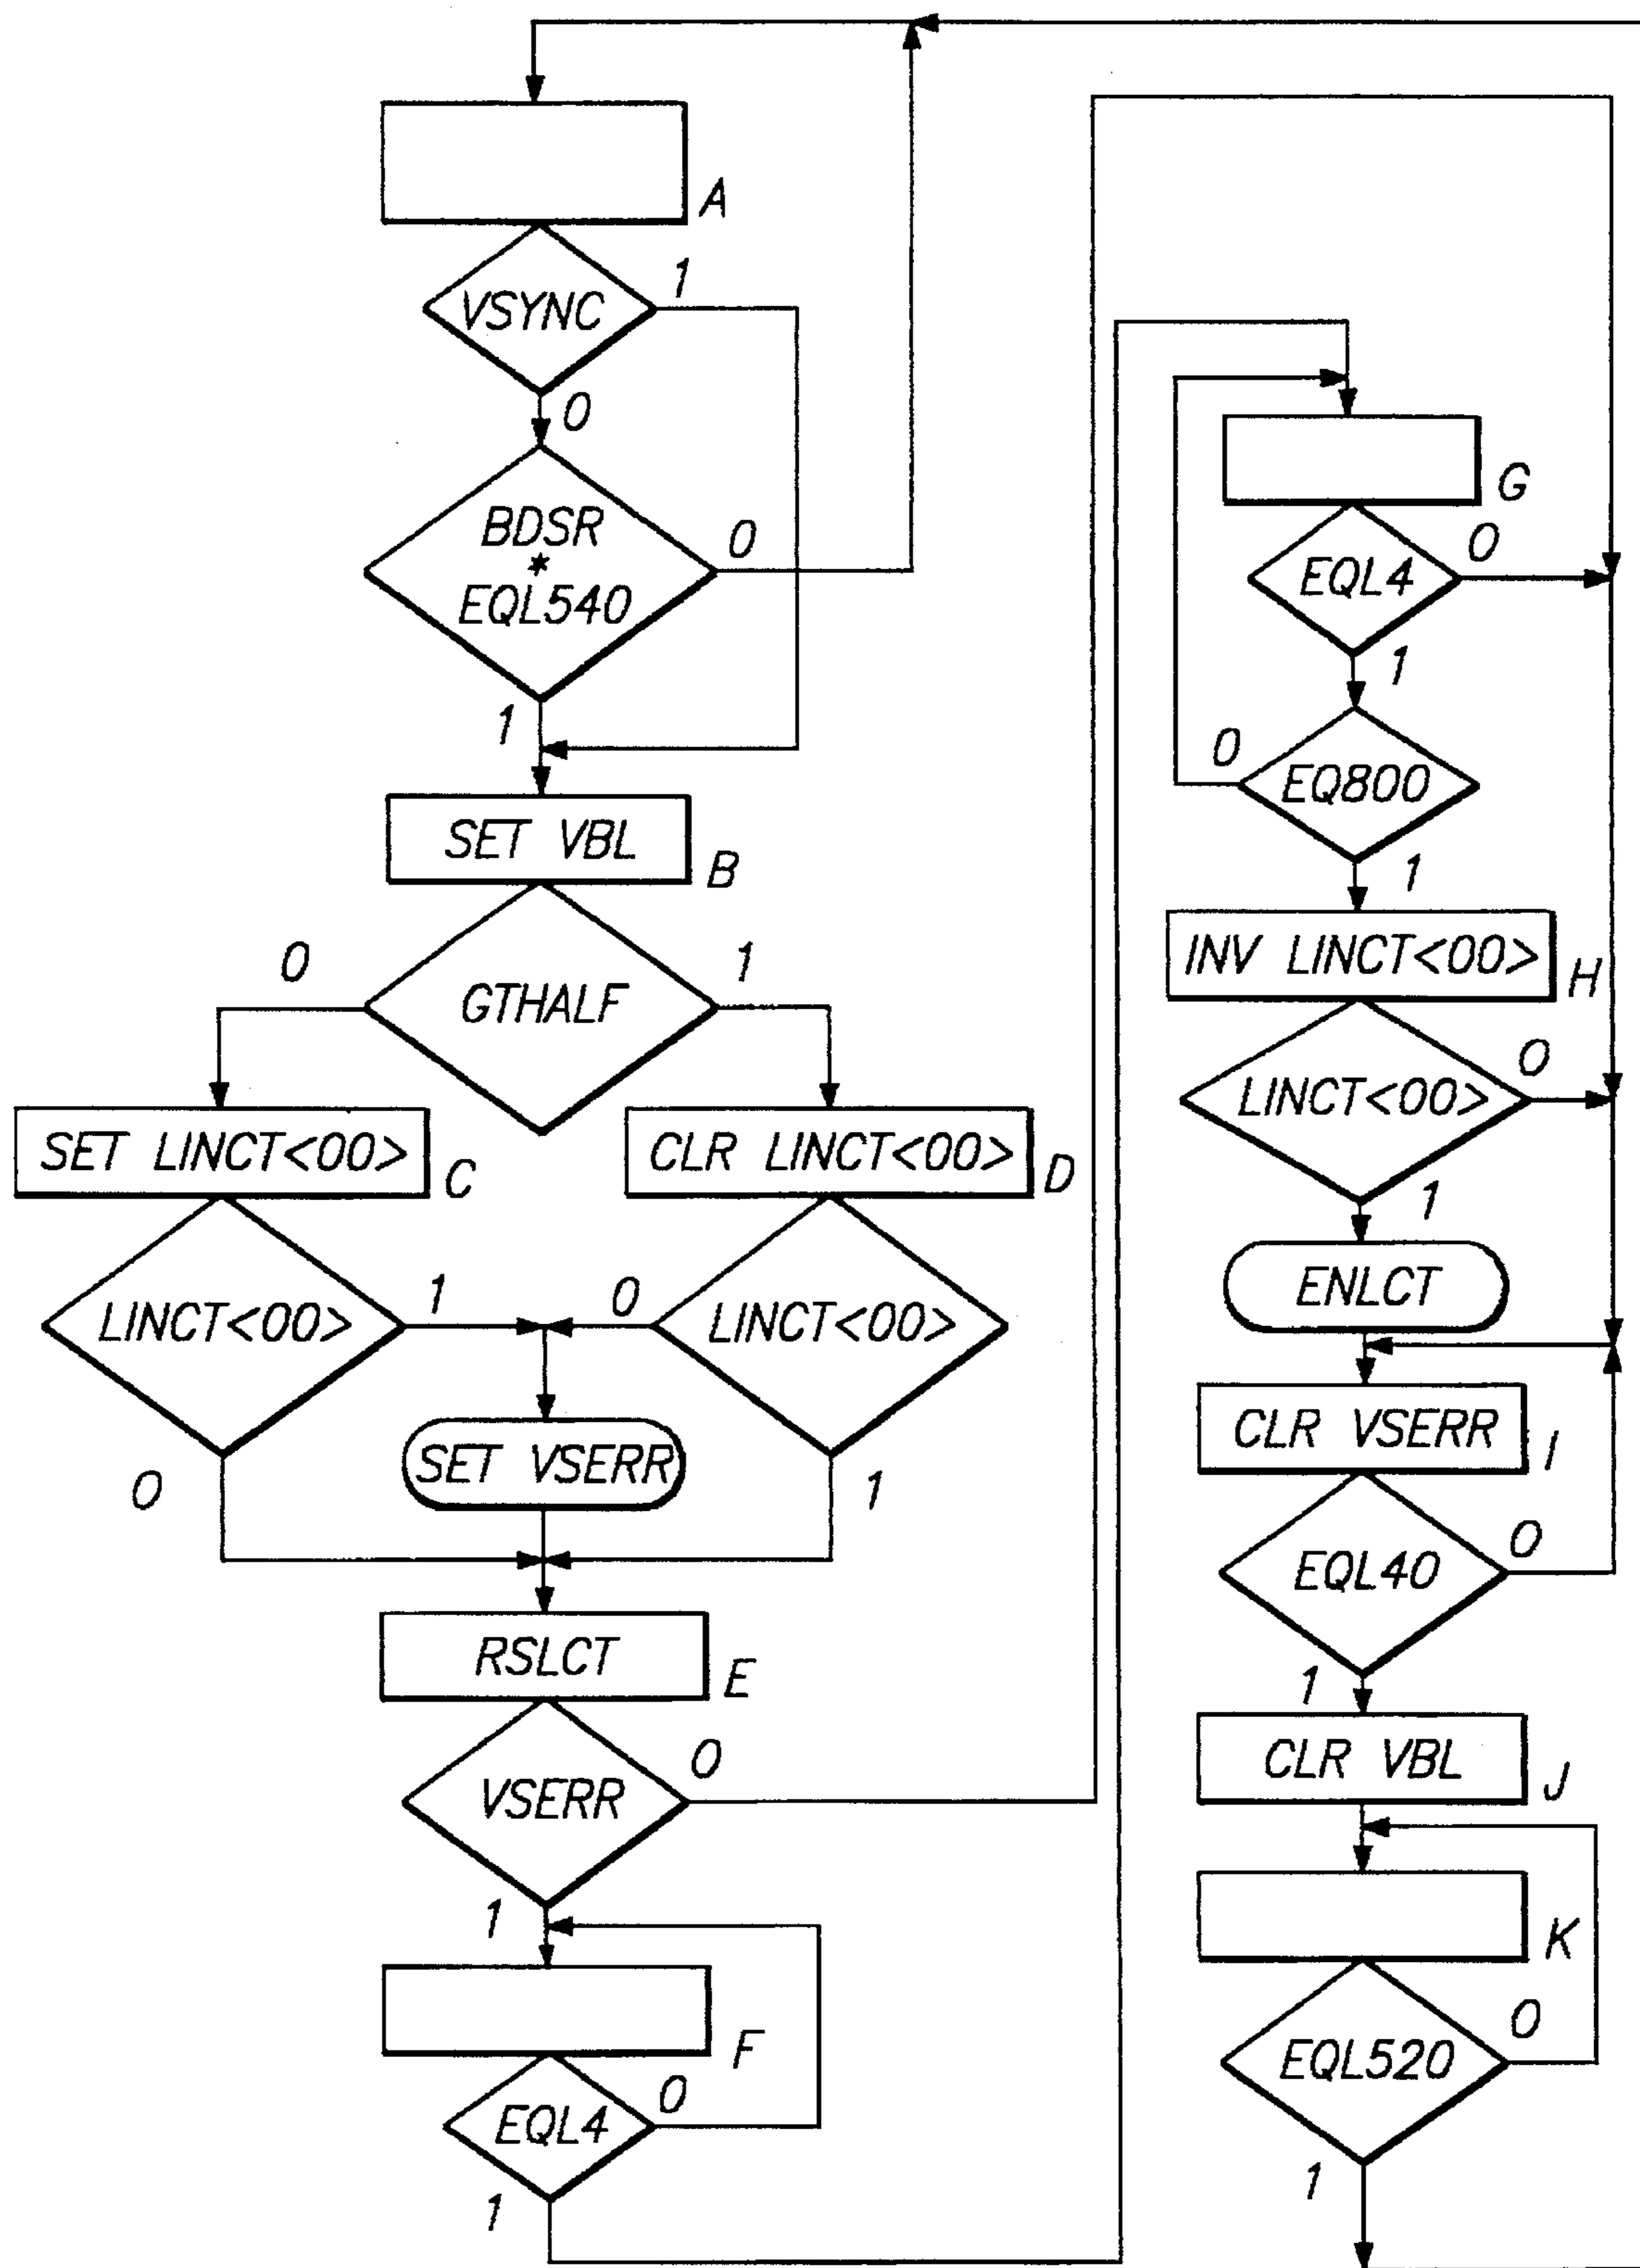 A
VSYNC
1
0
BDSR
*
EQL540
0
1
SET VBL
B
GTHALF
0
1
SET LINCT<00>
C
CLR LINCT<00>
D
LINCT<00>
1
0
LINCT<00>
0
1
SET VSERR
RSLCT
E
VSERR
0
1
F
EQL4
0
1
G
EQL4
0
1
EQ800
0
1
INV LINCT<00>
H
LINCT<00>
0
1
ENLCT
CLR VSERR
I
EQL40
0
1
CLR VBL
J
K
EQL520
0
1